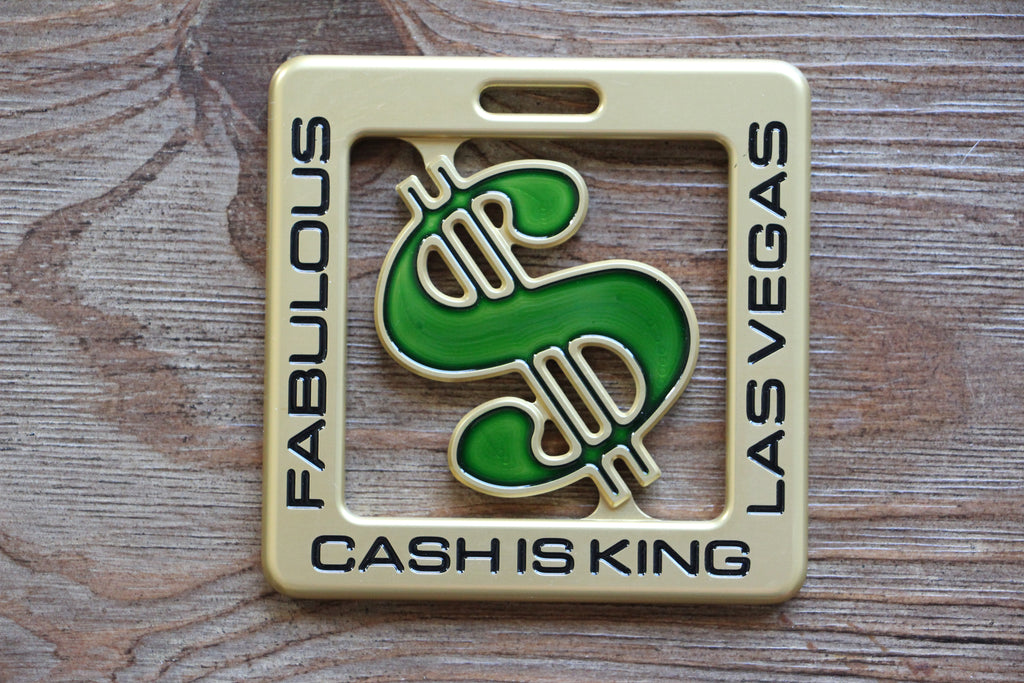 FABULOUS
LAS VEGAS
CASH IS KING